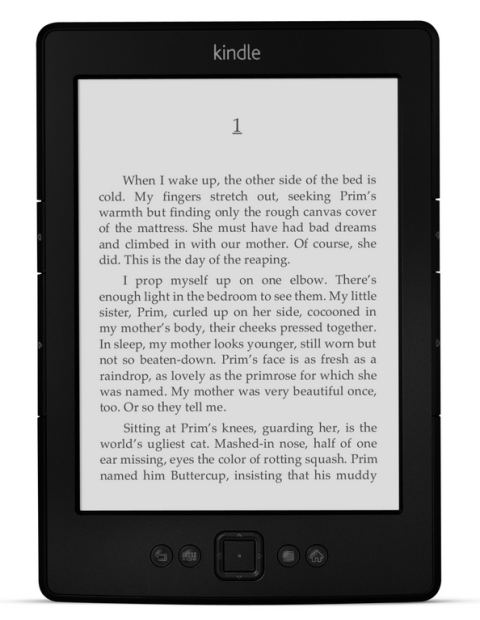 kindle
1
When I wake up, the other side of the bed is
cold. My fingers stretch out, seeking Prim's
warmth but finding only the rough canvas cover
of the mattress. She must have had bad dreams
and climbed in with our mother. Of course, she
did. This is the day of the reaping.
I prop myself up on one elbow. There's
enough light in the bedroom to see them. My little
sister, Prim, curled up on her side, cocooned in
my mother's body, their cheeks pressed together.
In sleep, my mother looks younger, still worn but
not so beaten-down. Prim's face is as fresh as a
raindrop, as lovely as the primrose for which she
was named. My mother was very beautiful once,
too. Or so they tell me.
Sitting at Prim's knees, guarding her, is the
world's ugliest cat. Mashed-in nose, half of one
ear missing, eyes the color of rotting squash. Prim
named him Buttercup, insisting that his muddy